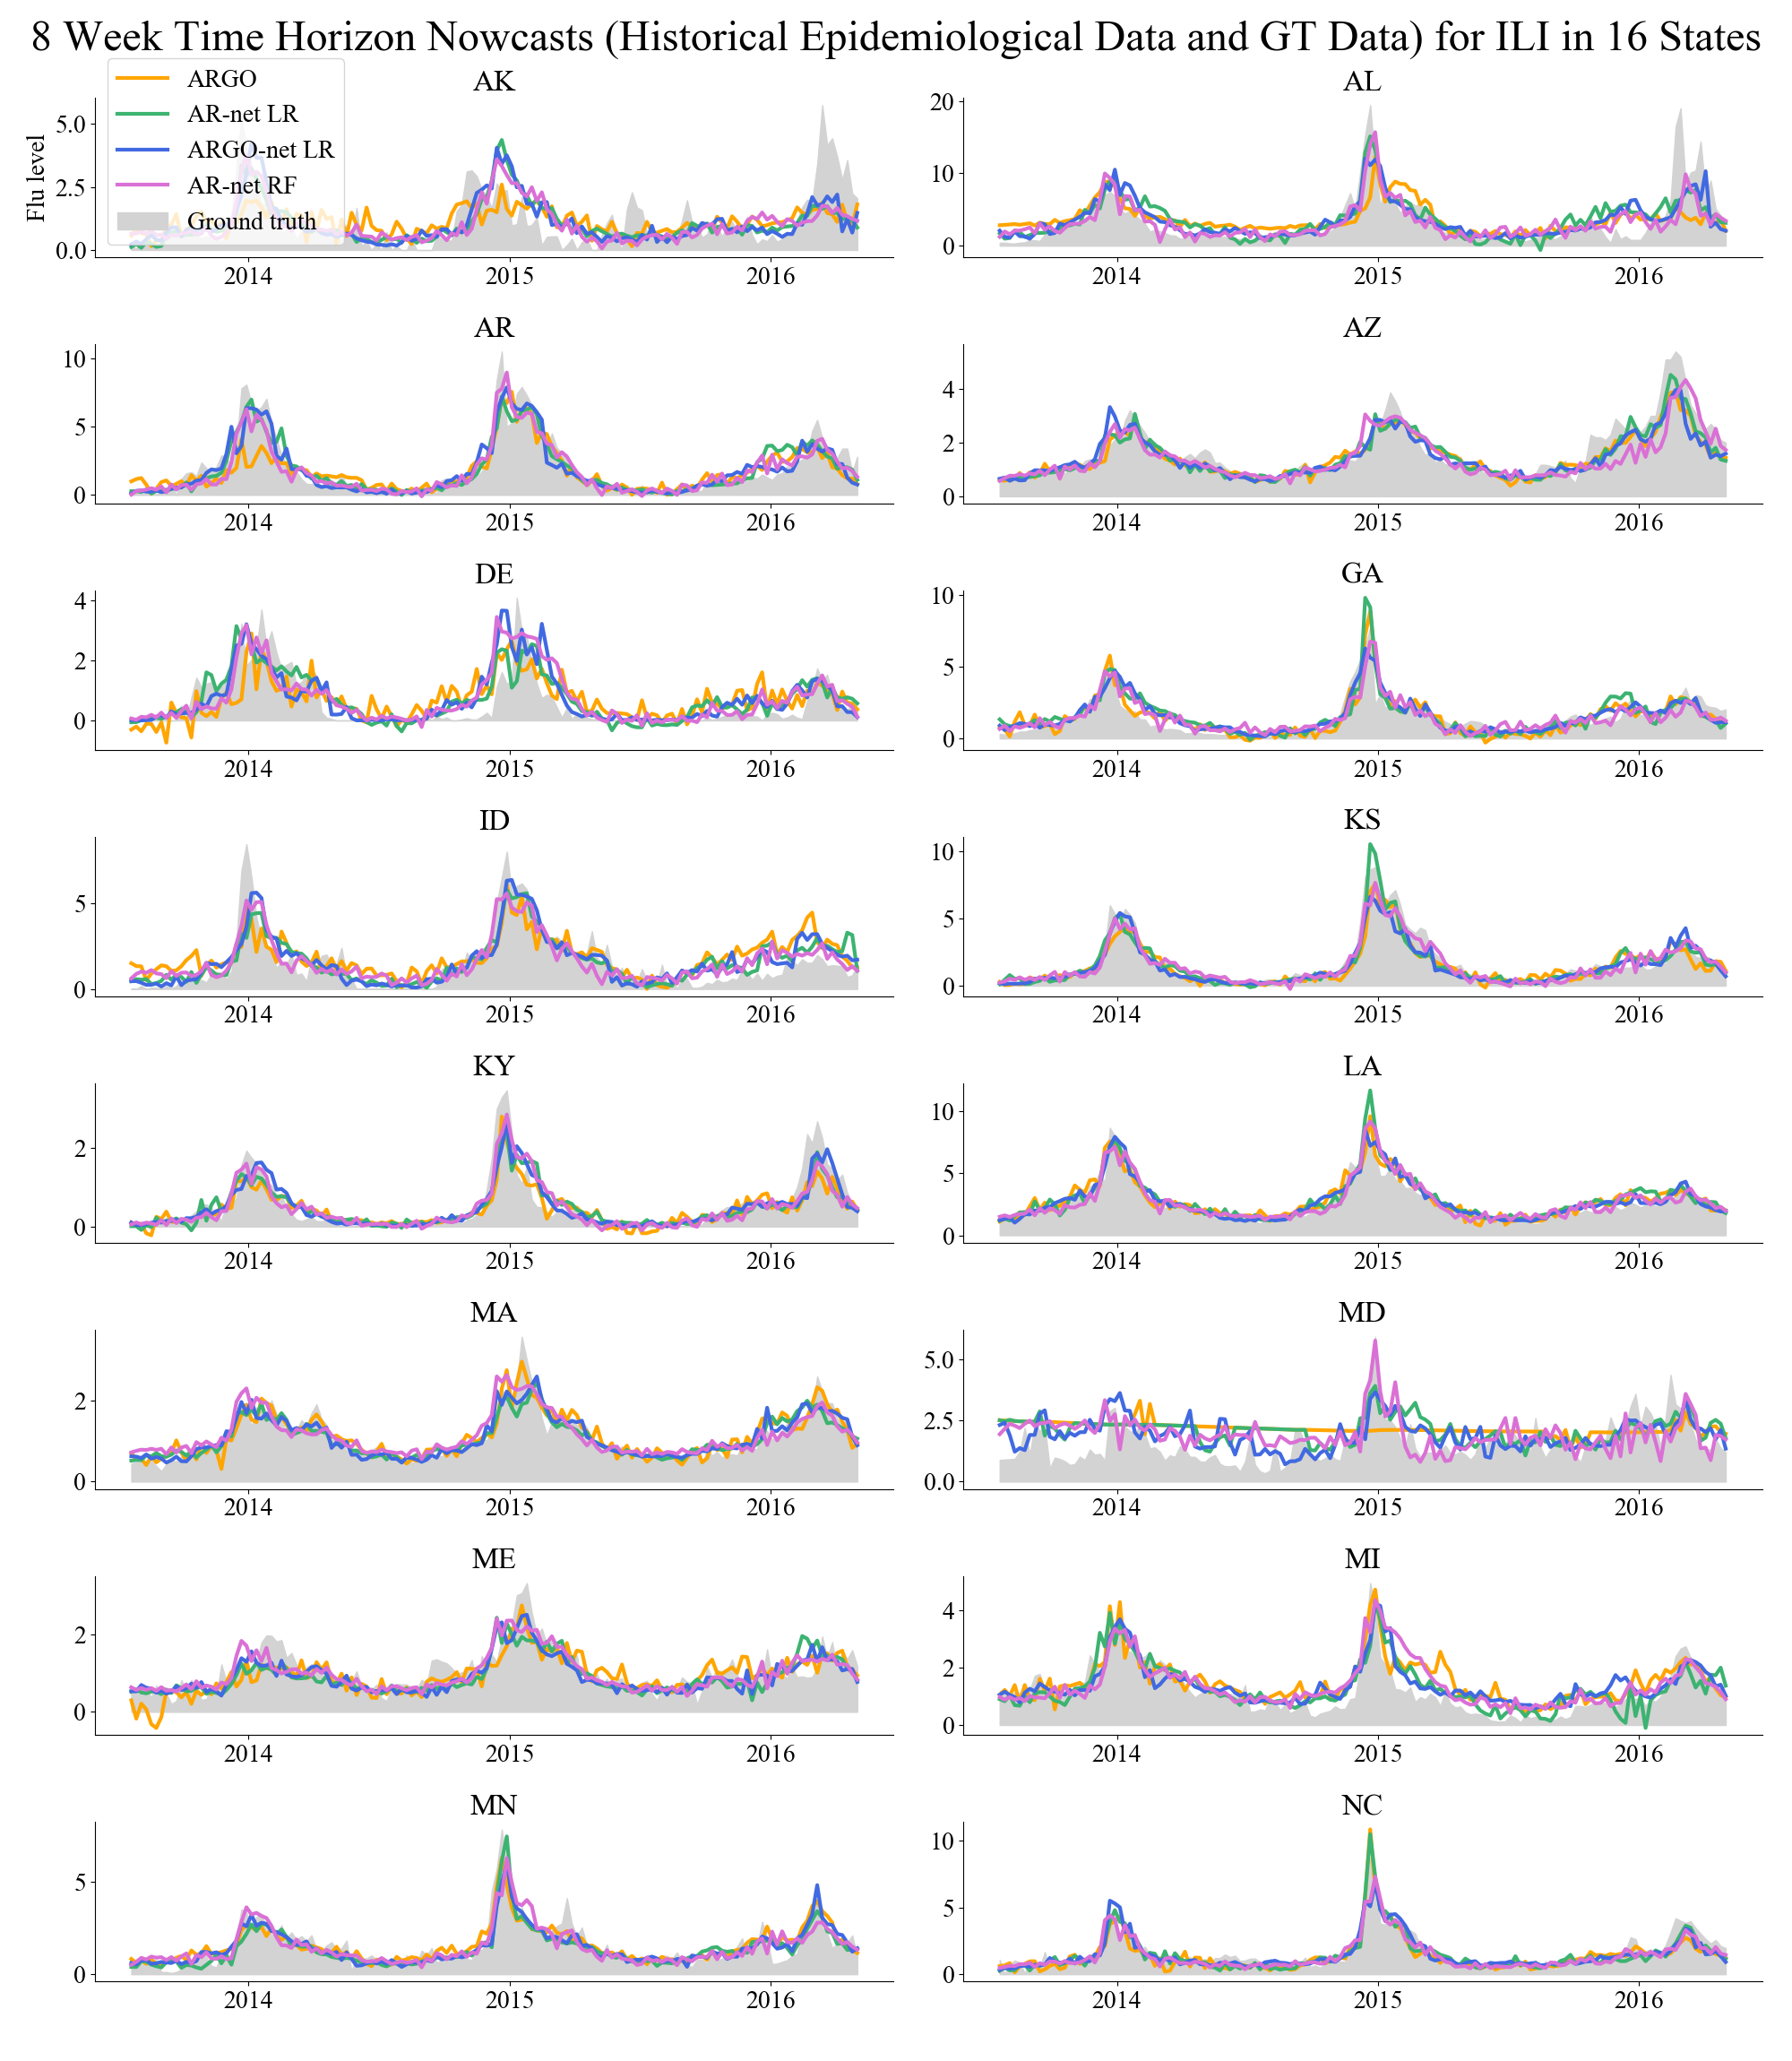 8 Week Time Horizon Nowcasts (Historical Epidemiological Data and GT Data) for ILI in 16 States
ARGO
AR-net LR
ARGO-net LR
AR-net RF
Ground truth
AK
Flu level
5.0
2.5
0.0
2014 2015 2016
AL
20
10
0
2014 2015 2016
AR
10
5
0
2014 2015 2016
AZ
4
2
0
2014 2015 2016
DE
4
2
0
2014 2015 2016
GA
10
5
0
2014 2015 2016
ID
5
0
2014 2015 2016
KS
10
5
0
2014 2015 2016
KY
2
0
2014 2015 2016
LA
10
5
0
2014 2015 2016
MA
2
0
2014 2015 2016
MD
5.0
2.5
0.0
2014 2015 2016
ME
2
0
2014 2015 2016
MI
4
2
0
2014 2015 2016
MN
5
0
2014 2015 2016
NC
10
5
0
2014 2015 2016